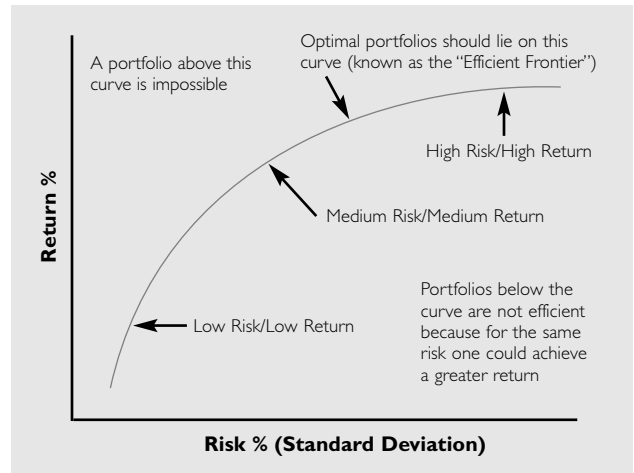 A portfolio above this
curve is impossible
Optimal portfolios should lie on this
curve (known as the “Efficient Frontier”)
High Risk/High Return
Medium Risk/Medium Return
Low Risk/Low Return
Portfolios below the
curve are not efficient
because for the same
risk one could achieve
a greater return
Return %
Risk % (Standard Deviation)